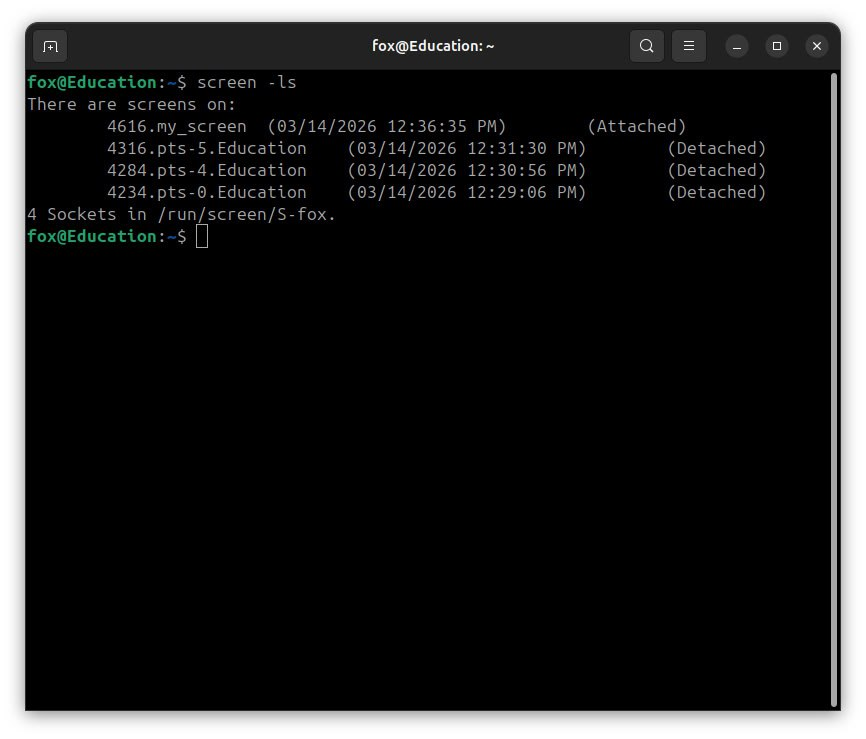 fox@Education: ~
fox@Education:~$ screen -ls
There are screens on:
4616.my_screen (03/14/2026 12:36:35 PM) (Attached)
4316.pts-5.Education (03/14/2026 12:31:30 PM) (Detached)
4284.pts-4.Education (03/14/2026 12:30:56 PM) (Detached)
4234.pts-0.Education (03/14/2026 12:29:06 PM) (Detached)
4 Sockets in /run/screen/S-fox.
fox@Education:~$